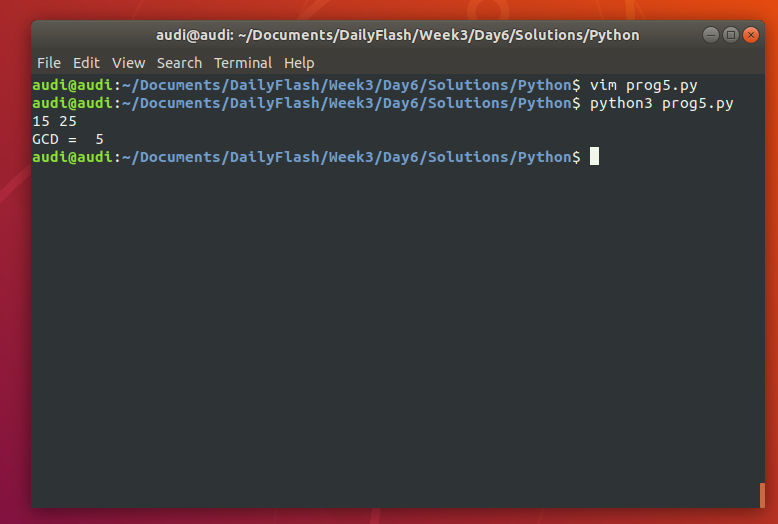 audi@audi: ~/Documents/DailyFlash/Week3/Day6/Solutions/Python
File Edit View Search Terminal Help
audi@audi:~/Documents/DailyFlash/Week3/Day6/Solutions/Python$ vim prog5.py
audi@audi:~/Documents/DailyFlash/Week3/Day6/Solutions/Python$ python3 prog5.py
15 25
GCD =  5
audi@audi:~/Documents/DailyFlash/Week3/Day6/Solutions/Python$